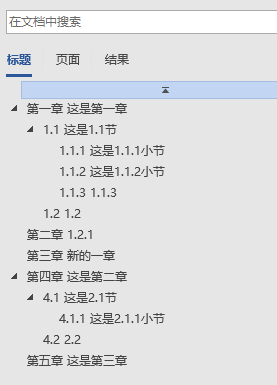 在文档中搜索
标题 页面 结果
第一章 这是第一章
1.1 这是1.1节
1.1.1 这是1.1.1小节
1.1.2 这是1.1.2小节
1.1.3 1.1.3
1.2 1.2
第二章 1.2.1
第三章 新的一章
第四章 这是第二章
4.1 这是2.1节
4.1.1 这是2.1.1小节
4.2 2.2
第五章 这是第三章